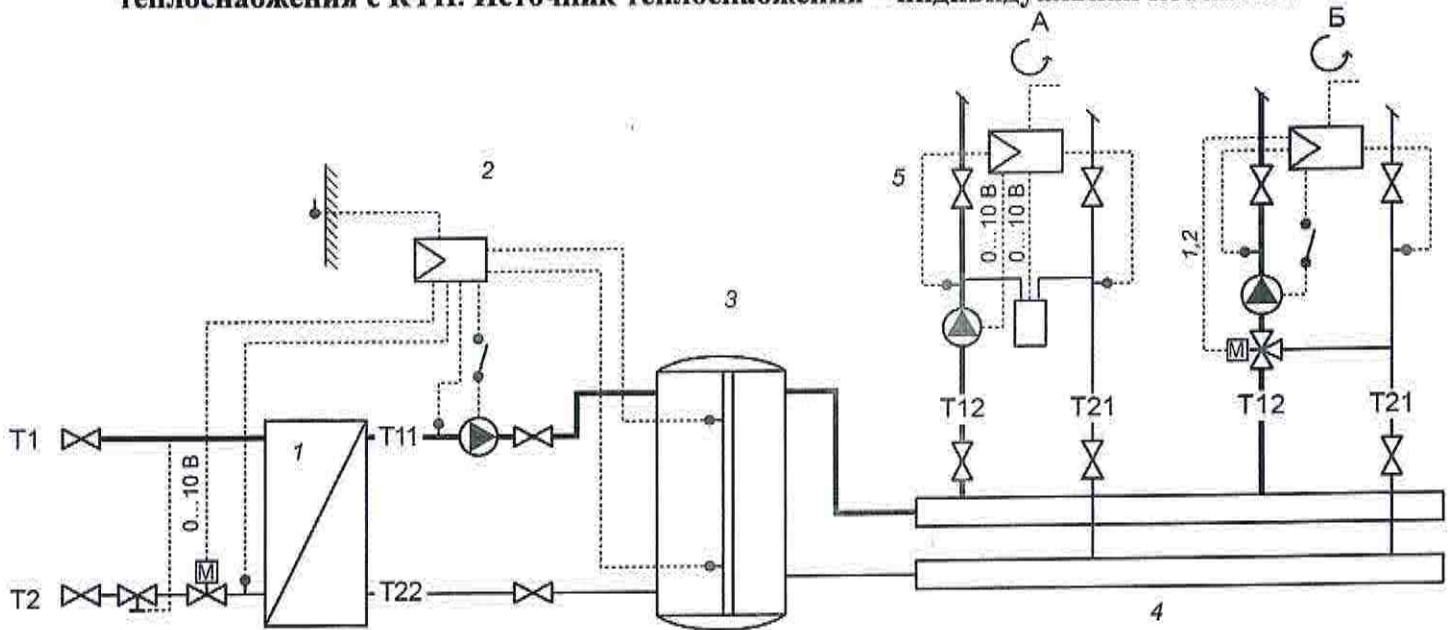 теплоснабжения с КТП. Источник теплоснабжения – индивидуальный
А
Б
2
5
0...10 В
0...10 В
1,2
3
М
Т12
Т21
Т12
Т21
Т1
1
Т11
0...10 В
М
Т2
Т22
4